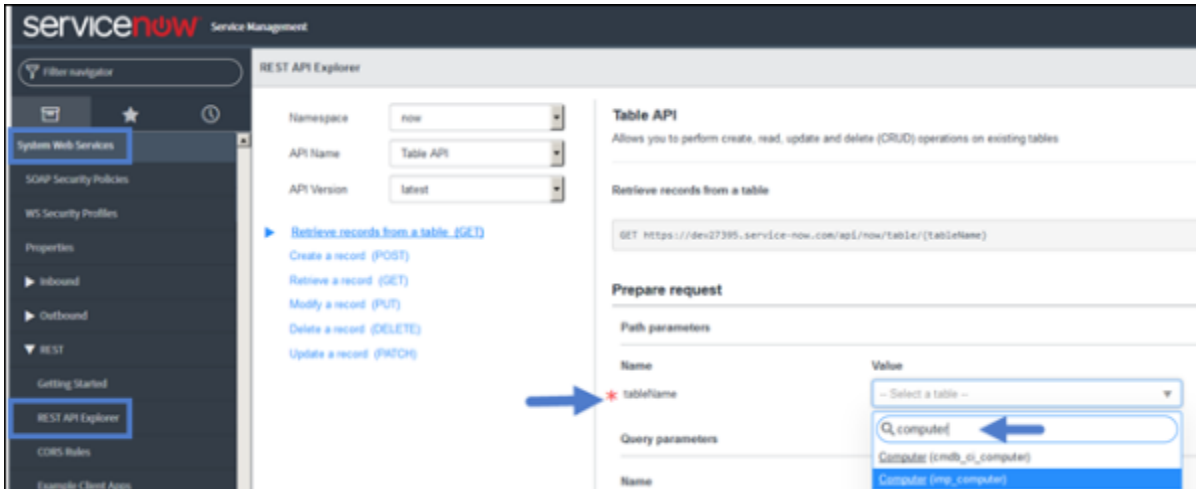 servicenow Service Management
Filter navigator
System Web Services
SOAP Security Policies
WS Security Profiles
Properties
Inbound
Outbound
REST
Getting Started
REST API Explorer
CORS Rules
Example Client Apps
REST API Explorer
Namespace now
API Name Table API
API Version latest
Retrieve records from a table (GET)
Create a record (POST)
Retrieve a record (GET)
Modify a record (PUT)
Delete a record (DELETE)
Update a record (PATCH)
Table API
Allows you to perform create, read, update and delete (CRUD) operations on existing tables
Retrieve records from a table
GET https://dev27395.service-now.com/api/now/table/{tableName}
Prepare request
Path parameters
Name Value
* tableName -- Select a table --
computer
Query parameters
Computer (cmdb_ci_computer)
Name
Computer (imp_computer)